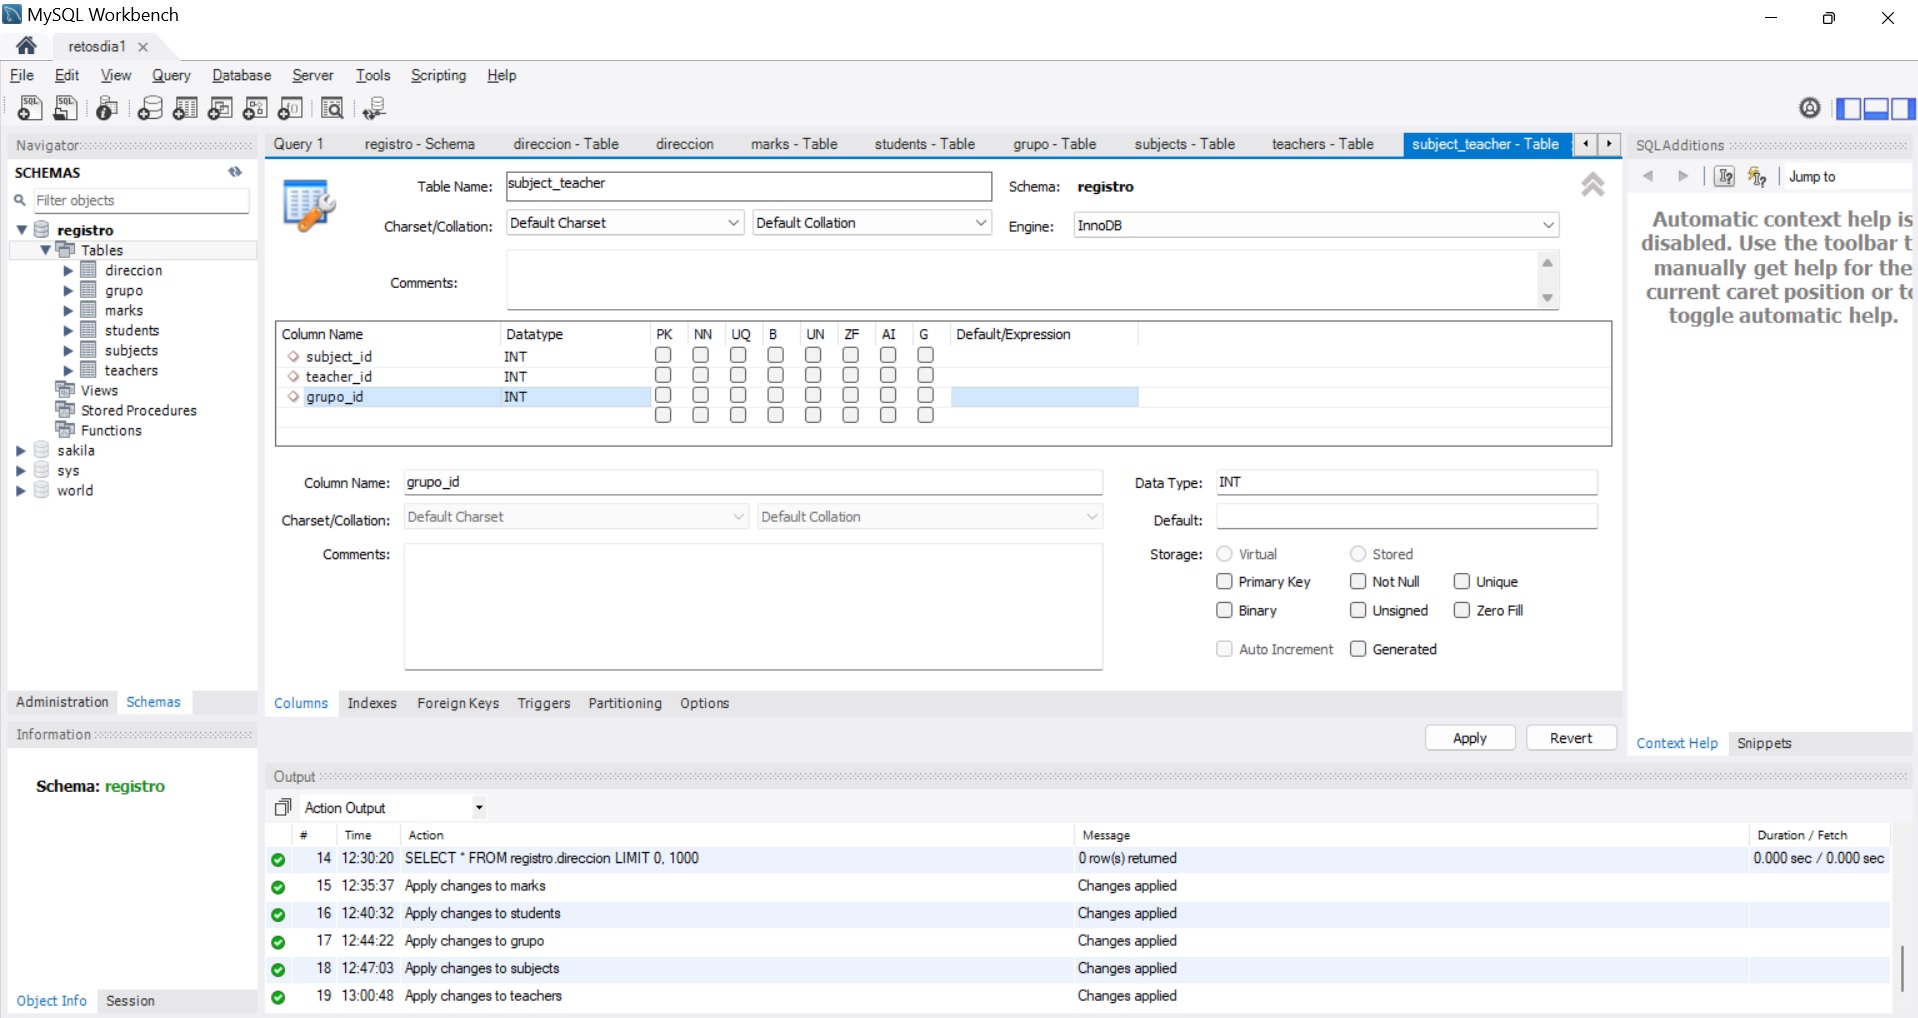 MySQL Workbench
retosdia1
File Edit View Query Database Server Tools Scripting Help
Navigator
SCHEMAS
Filter objects
registro
Tables
direccion
grupo
marks
students
subjects
teachers
Views
Stored Procedures
Functions
sakila
sys
world
Administration Schemas
Information
Schema: registro
Object Info Session
Query 1 registro - Schema direccion - Table direccion marks - Table students - Table grupo - Table subjects - Table teachers - Table subject_teacher - Table
Table Name: subject_teacher Schema: registro
Charset/Collation: Default Charset Default Collation Engine: InnoDB
Comments:
Column Name Datatype PK NN UQ B UN ZF AI G Default/Expression
subject_id INT
teacher_id INT
grupo_id INT
Column Name: grupo_id Data Type: INT
Charset/Collation: Default Charset Default Collation Default:
Comments: Storage: Virtual Stored
Primary Key Not Null Unique
Binary Unsigned Zero Fill
Auto Increment Generated
Columns Indexes Foreign Keys Triggers Partitioning Options
Apply Revert
Output
Action Output
# Time Action Message Duration / Fetch
14 12:30:20 SELECT * FROM registro.direccion LIMIT 0, 1000 0 row(s) returned 0.000 sec / 0.000 sec
15 12:35:37 Apply changes to marks Changes applied
16 12:40:32 Apply changes to students Changes applied
17 12:44:22 Apply changes to grupo Changes applied
18 12:47:03 Apply changes to subjects Changes applied
19 13:00:48 Apply changes to teachers Changes applied
SQLAdditions
Jump to
Automatic context help is
disabled. Use the toolbar t
manually get help for the
current caret position or to
toggle automatic help.
Context Help Snippets